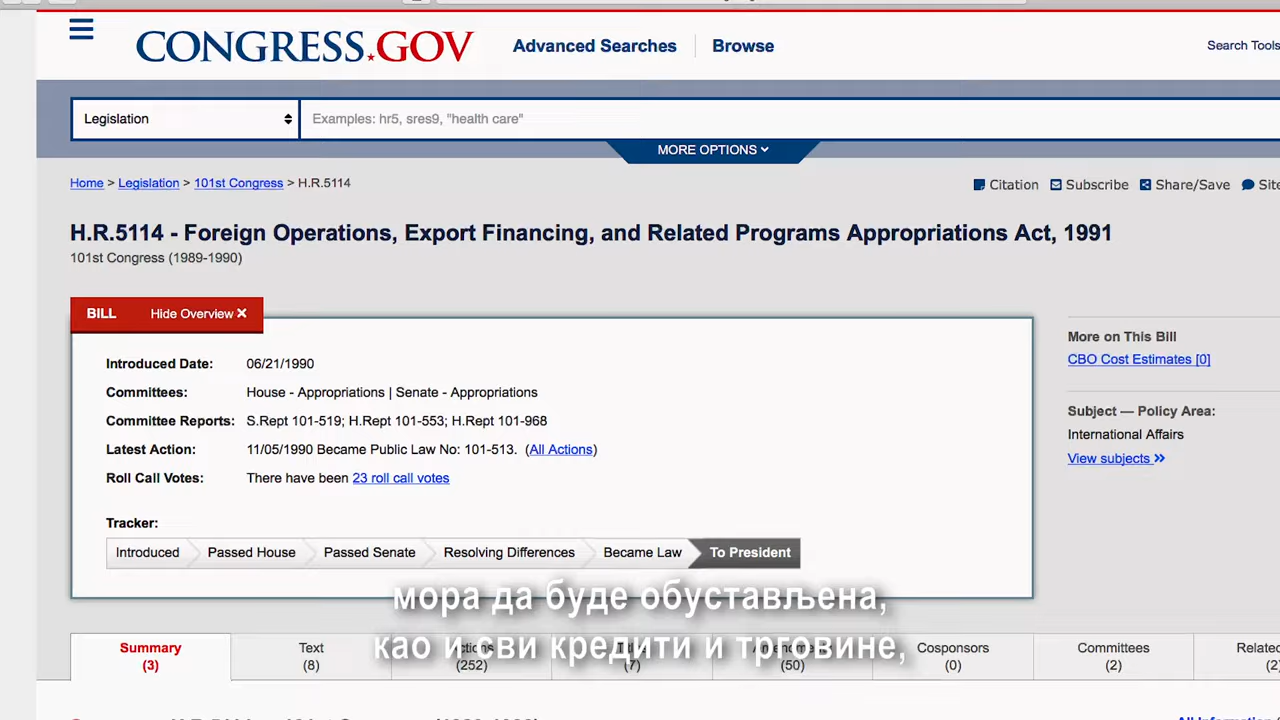 CONGRESS.GOV
Advanced Searches
Browse
Search Tools
Legislation
Examples: hr5, sres9, "health care"
MORE OPTIONS
Home > Legislation > 101st Congress > H.R.5114
Citation
Subscribe
Share/Save
H.R.5114 - Foreign Operations, Export Financing, and Related Programs Appropriations Act, 1991
101st Congress (1989-1990)
BILL
Hide Overview
Introduced Date: 06/21/1990
Committees: House - Appropriations | Senate - Appropriations
Committee Reports: S.Rept 101-519; H.Rept 101-553; H.Rept 101-968
Latest Action: 11/05/1990 Became Public Law No: 101-513. (All Actions)
Roll Call Votes: There have been 23 roll call votes
Tracker:
Introduced
Passed House
Passed Senate
Resolving Differences
Became Law
To President
More on This Bill
CBO Cost Estimates [0]
Subject — Policy Area:
International Affairs
View subjects
мора да буде обустављена,
као и сви кредити и трговине,
Summary
(3)
Text
(8)
(252)
(7)
(50)
Cosponsors
(0)
Committees
(2)